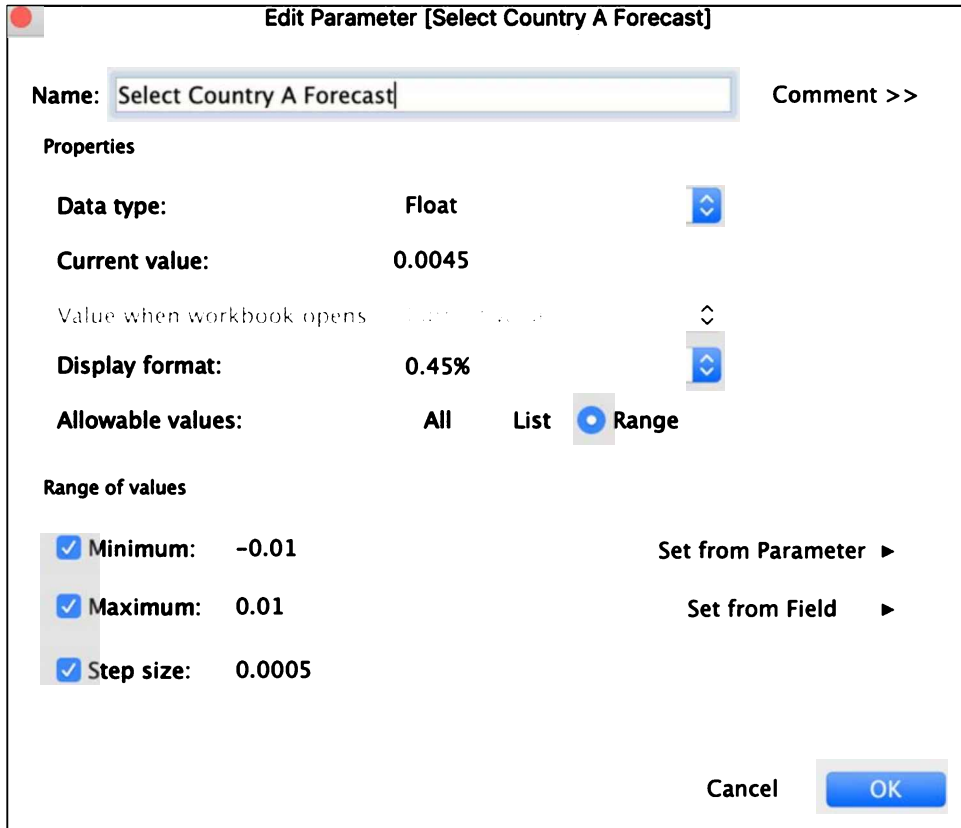 Edit Parameter [Select Country A Forecast]
Name: Select Country A Forecast Comment >>
Properties
Data type: Float
Current value: 0.0045
Value when workbook opens
Display format: 0.45%
Allowable values: All List Range
Range of values
Minimum: -0.01 Set from Parameter ►
Maximum: 0.01 Set from Field ►
Step size: 0.0005
Cancel OK